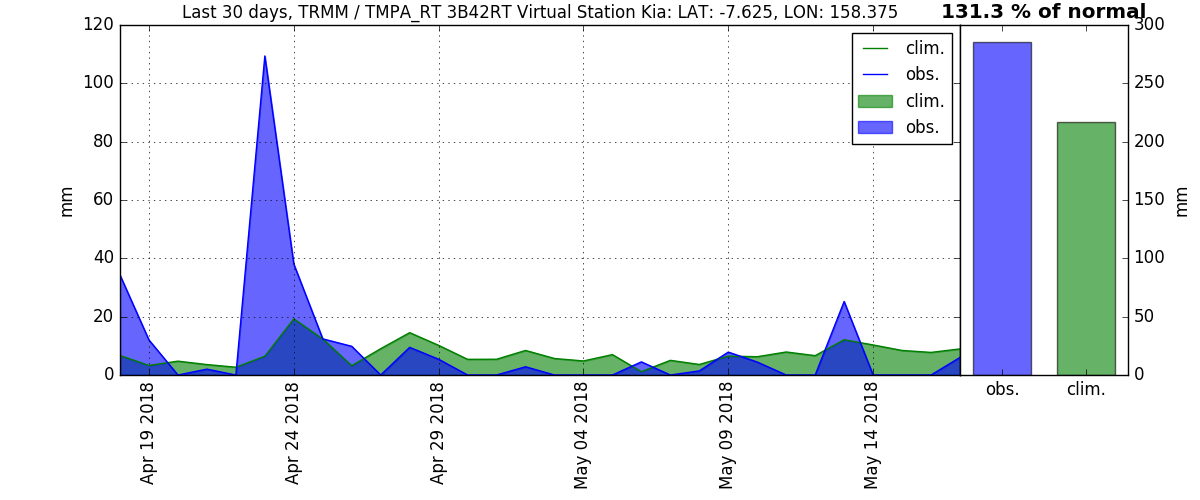 Last 30 days, TRMM / TMPA_RT 3B42RT Virtual Station Kia: LAT: -7.625, LON: 158.375
131.3 % of normal
120
100
80
60
40
20
0
mm
clim.
obs.
clim.
obs.
Apr 19 2018
Apr 24 2018
Apr 29 2018
May 04 2018
May 09 2018
May 14 2018
300
250
200
150
100
50
0
mm
obs.
clim.